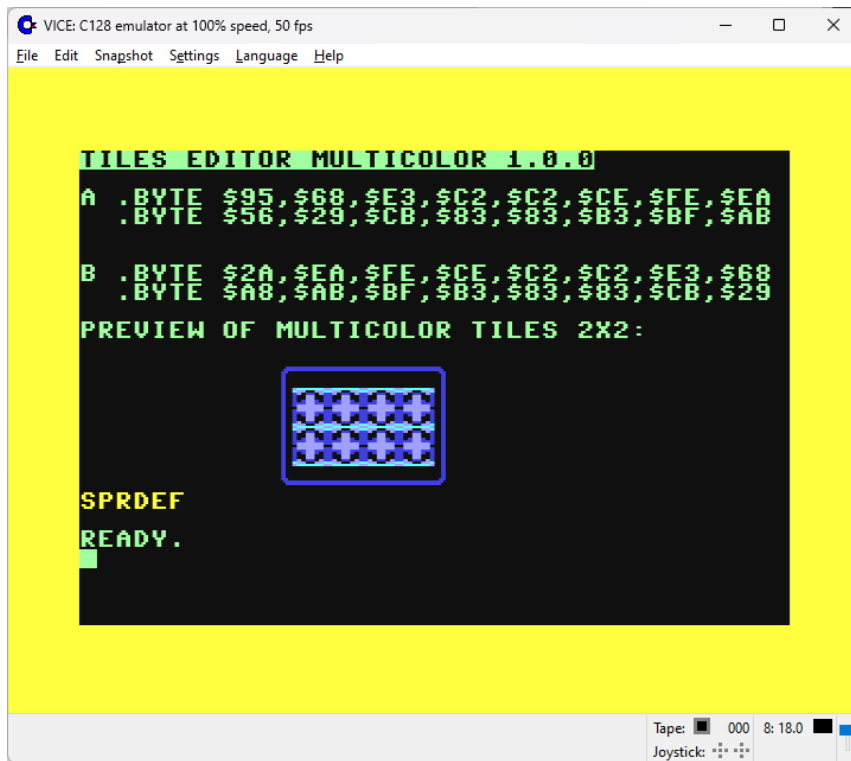 VICE: C128 emulator at 100% speed, 50 fps
File Edit Snapshot Settings Language Help
TILES EDITOR MULTICOLOR 1.0.0
A .BYTE $95,$68,$E3,$C2,$C2,$CE,$FE,$EA
.BYTE $56,$29,$CB,$83,$83,$B3,$BF,$AB
B .BYTE $2A,$EA,$FE,$CE,$C2,$C2,$E3,$68
.BYTE $A8,$AB,$BF,$B3,$83,$83,$CB,$29
PREVIEW OF MULTICOLOR TILES 2X2:
SPRDEF
READY.
Tape: 000 8: 18.0
Joystick: